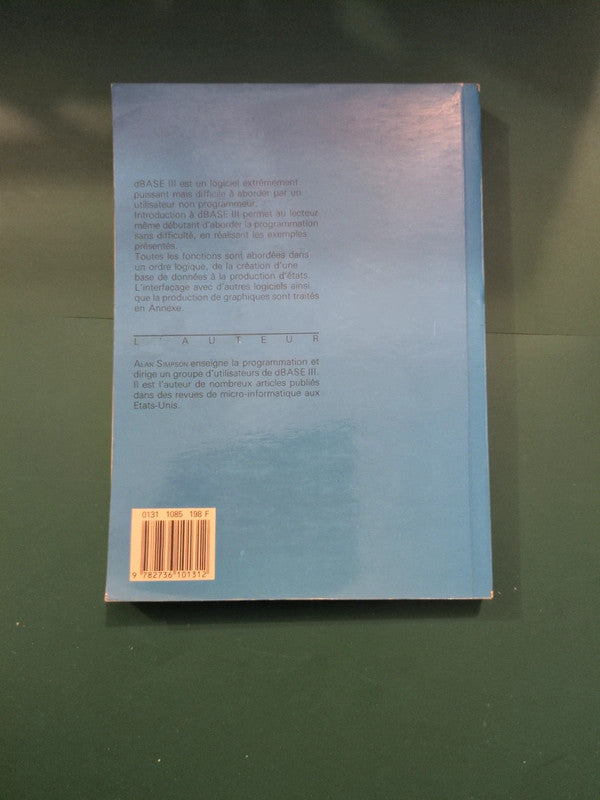 dBASE III est un logiciel extrêmement
puissant mais difficile à aborder par un
utilisateur non programmeur.
Introduction à dBASE III permet au lecteur
même débutant d'aborder la programmation
sans difficulté, en réalisant les exemples
présentés.
Toutes les fonctions sont abordées dans
un ordre logique, de la création d'une
base de données à la production d'états.
L'interfaçage avec d'autres logiciels ainsi
que la production de graphiques sont traités
en Annexe.
L'AUTEUR
ALAN SIMPSON enseigne la programmation et
dirige un groupe d'utilisateurs de dBASE III.
Il est l'auteur de nombreux articles publiés
dans des revues de micro-informatique aux
Etats-Unis.
0131 1085 198 F
9 782736 101312